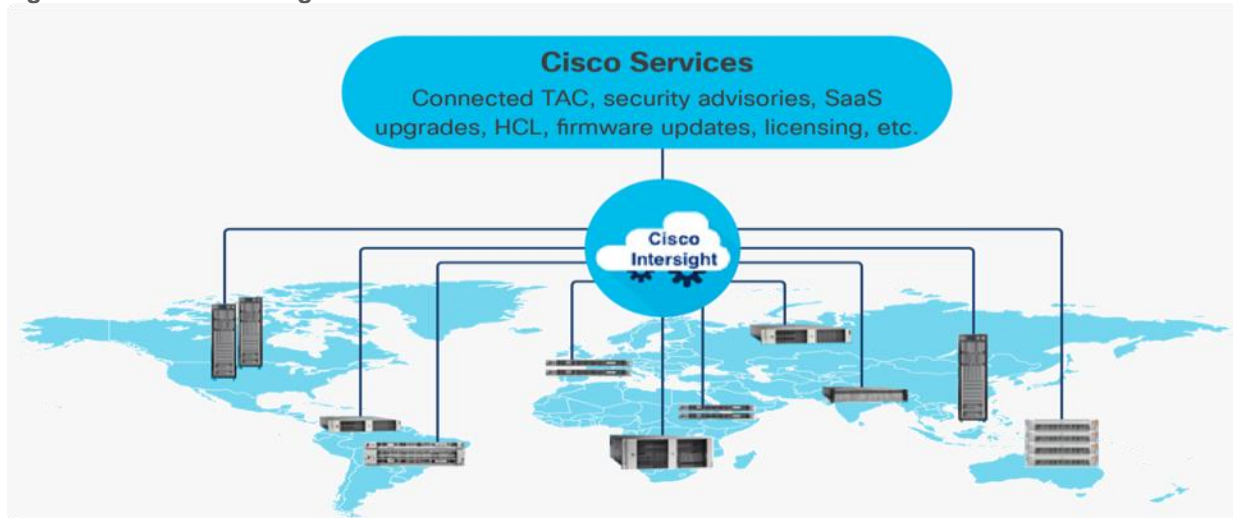 Cisco Services
Connected TAC, security advisories, SaaS
upgrades, HCL, firmware updates, licensing, etc.
Cisco
Intersight